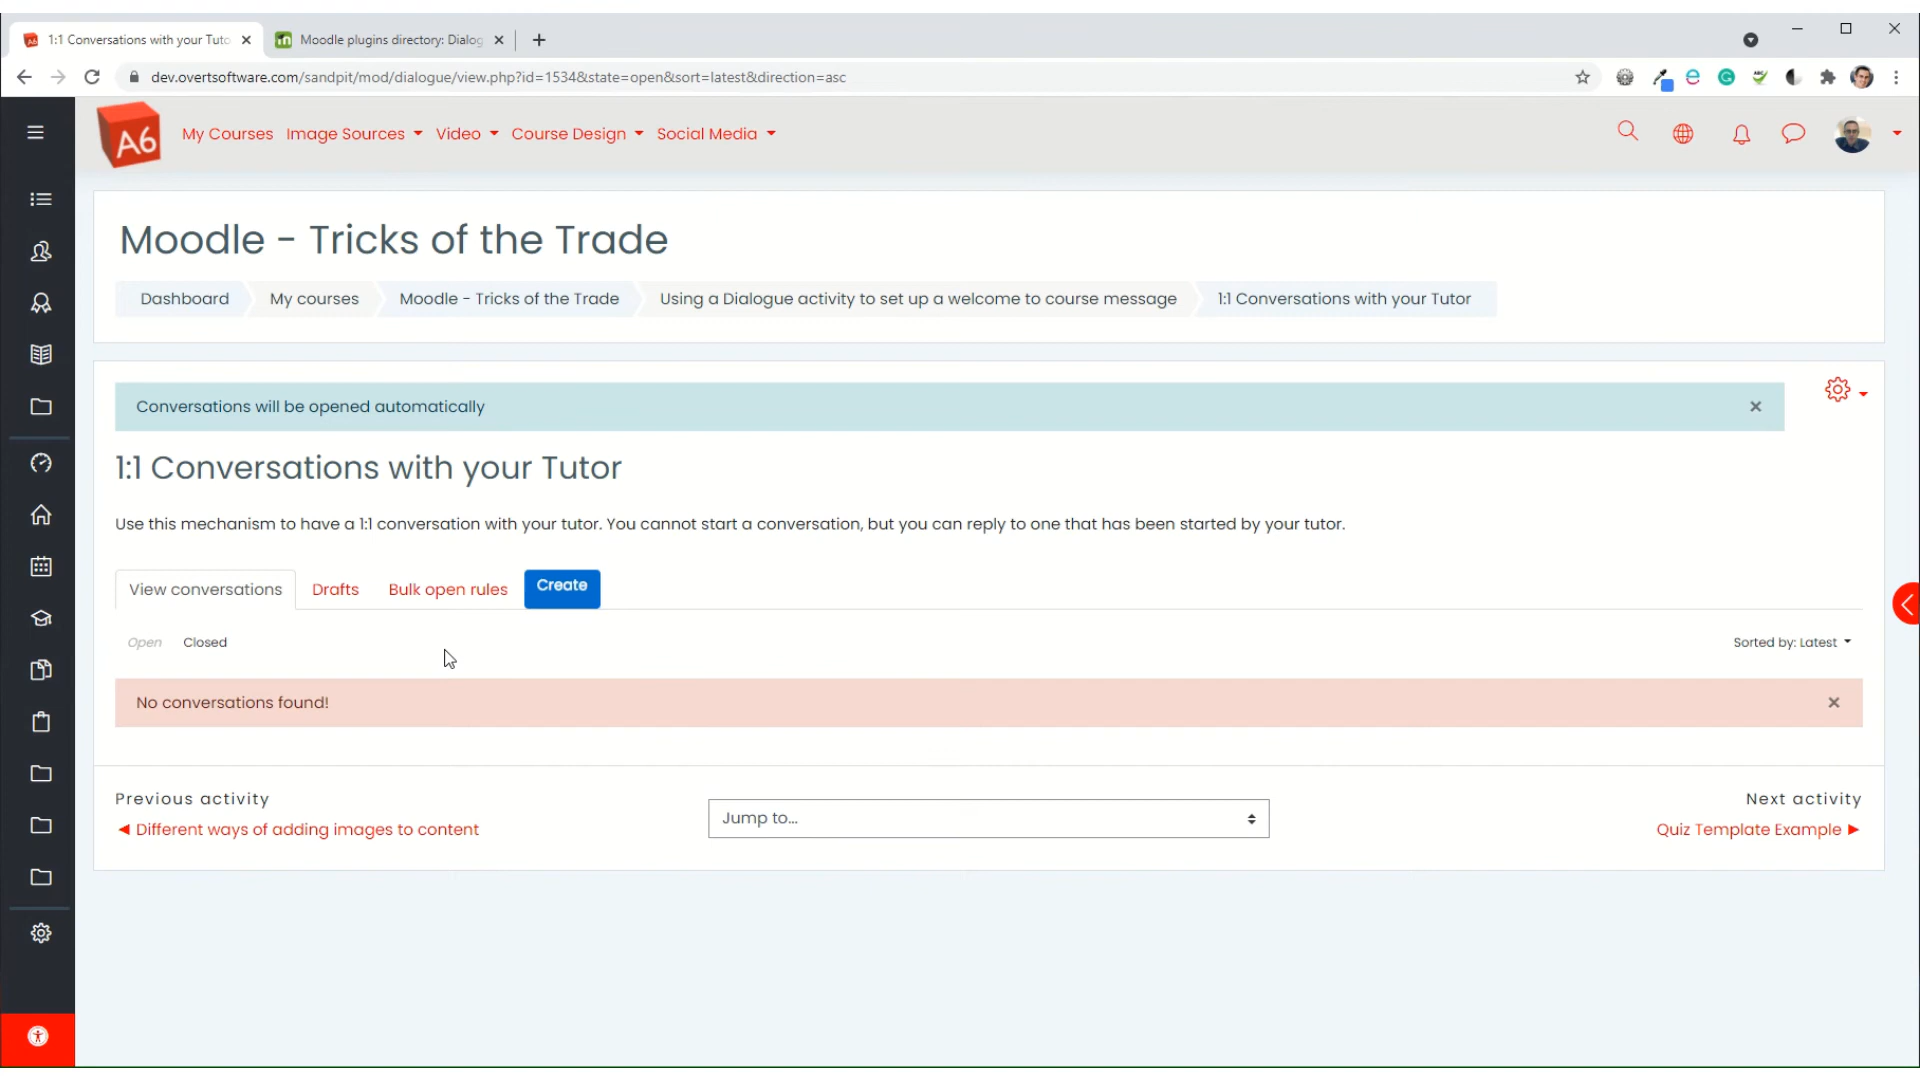 1:1 Conversations with your Tuto
Moodle plugins directory: Dialog
dev.overtsoftware.com/sandpit/mod/dialogue/view.php?id=1534&state=open&sort=latest&direction=asc
A6
My Courses
Image Sources
Video
Course Design
Social Media
Moodle - Tricks of the Trade
Dashboard
My courses
Moodle - Tricks of the Trade
Using a Dialogue activity to set up a welcome to course message
1:1 Conversations with your Tutor
Conversations will be opened automatically
1:1 Conversations with your Tutor
Use this mechanism to have a 1:1 conversation with your tutor. You cannot start a conversation, but you can reply to one that has been started by your tutor.
View conversations
Drafts
Bulk open rules
Create
Open
Closed
Sorted by: Latest
No conversations found!
Previous activity
◄ Different ways of adding images to content
Jump to...
Next activity
Quiz Template Example ►